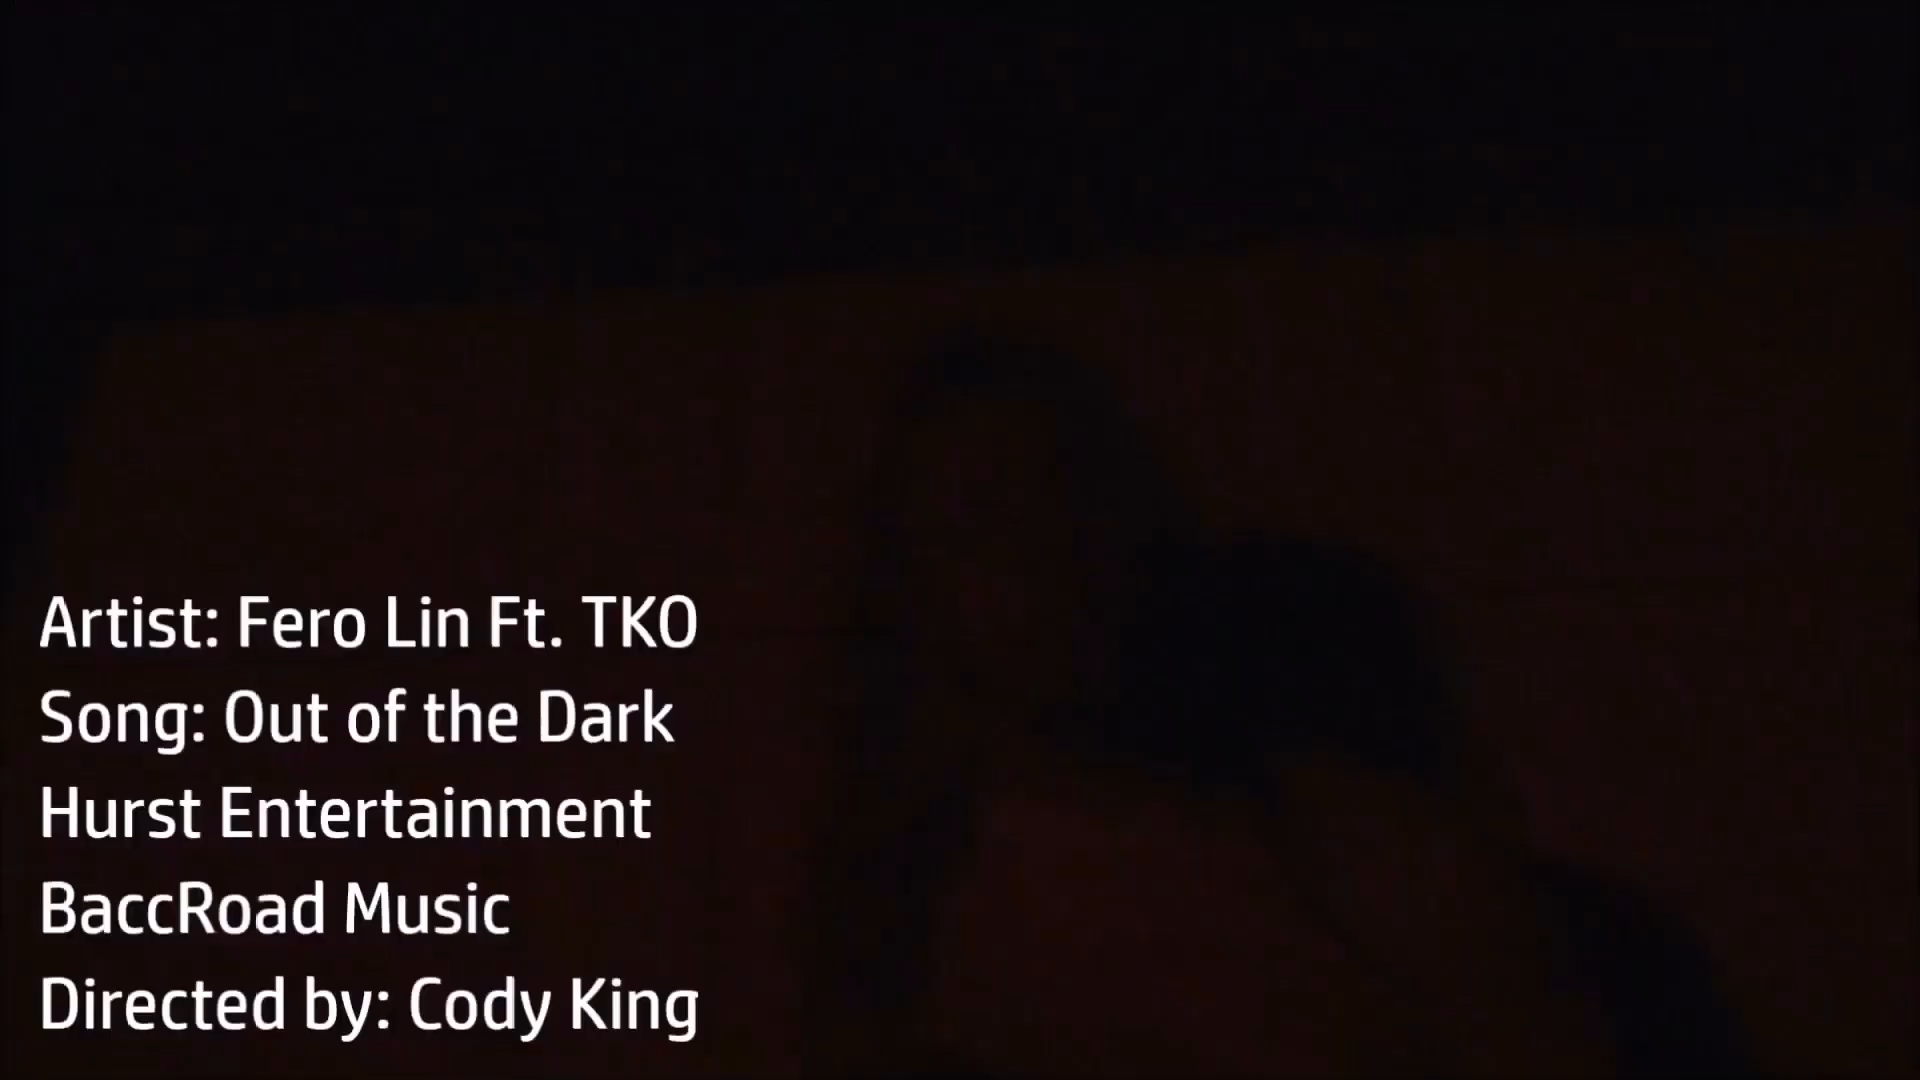 Artist: Fero Lin Ft. TKO
Song: Out of the Dark
Hurst Entertainment
BaccRoad Music
Directed by: Cody King